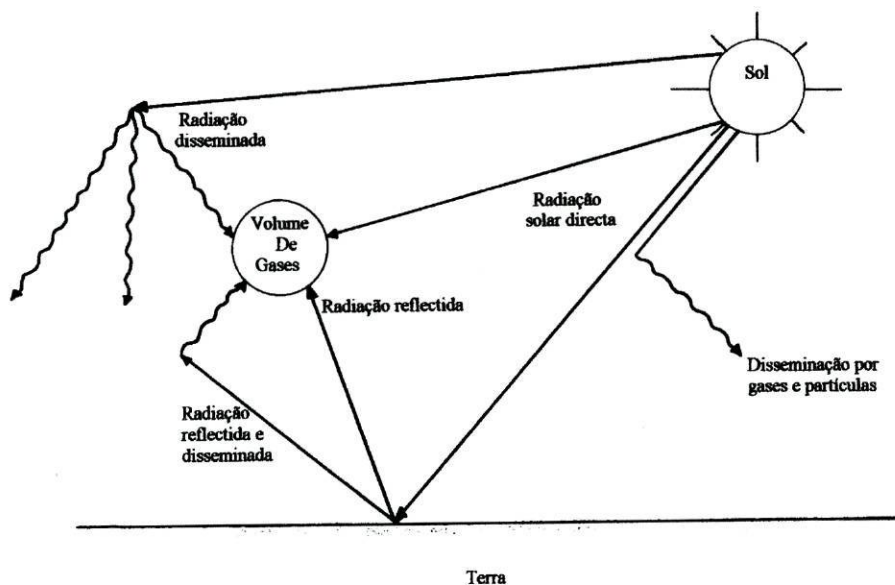 Sol
Radiação
disseminada
Radiação
solar directa
Volume
De
Gases
Radiação reflectida
Disseminação por
gases e partículas
Radiação
reflectida e
disseminada
Terra